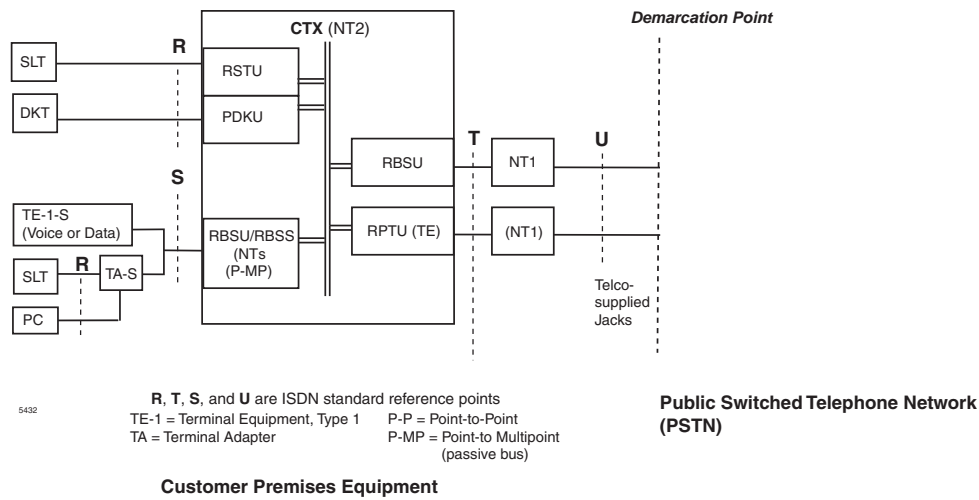 Demarcation Point
CTX (NT2)
R
SLT
RSTU
DKT
PDKU
T
U
RBSU
NT1
S
TE-1-S
(Voice or Data)
RBSU/RBSS
(NTs
(P-MP)
RPTU (TE)
(NT1)
R
SLT
TA-S
PC
Telco-
supplied
Jacks
5432
R, T, S, and U are ISDN standard reference points
TE-1 = Terminal Equipment, Type 1
P-P = Point-to-Point
TA = Terminal Adapter
P-MP = Point-to Multipoint
(passive bus)
Public Switched Telephone Network
(PSTN)
Customer Premises Equipment